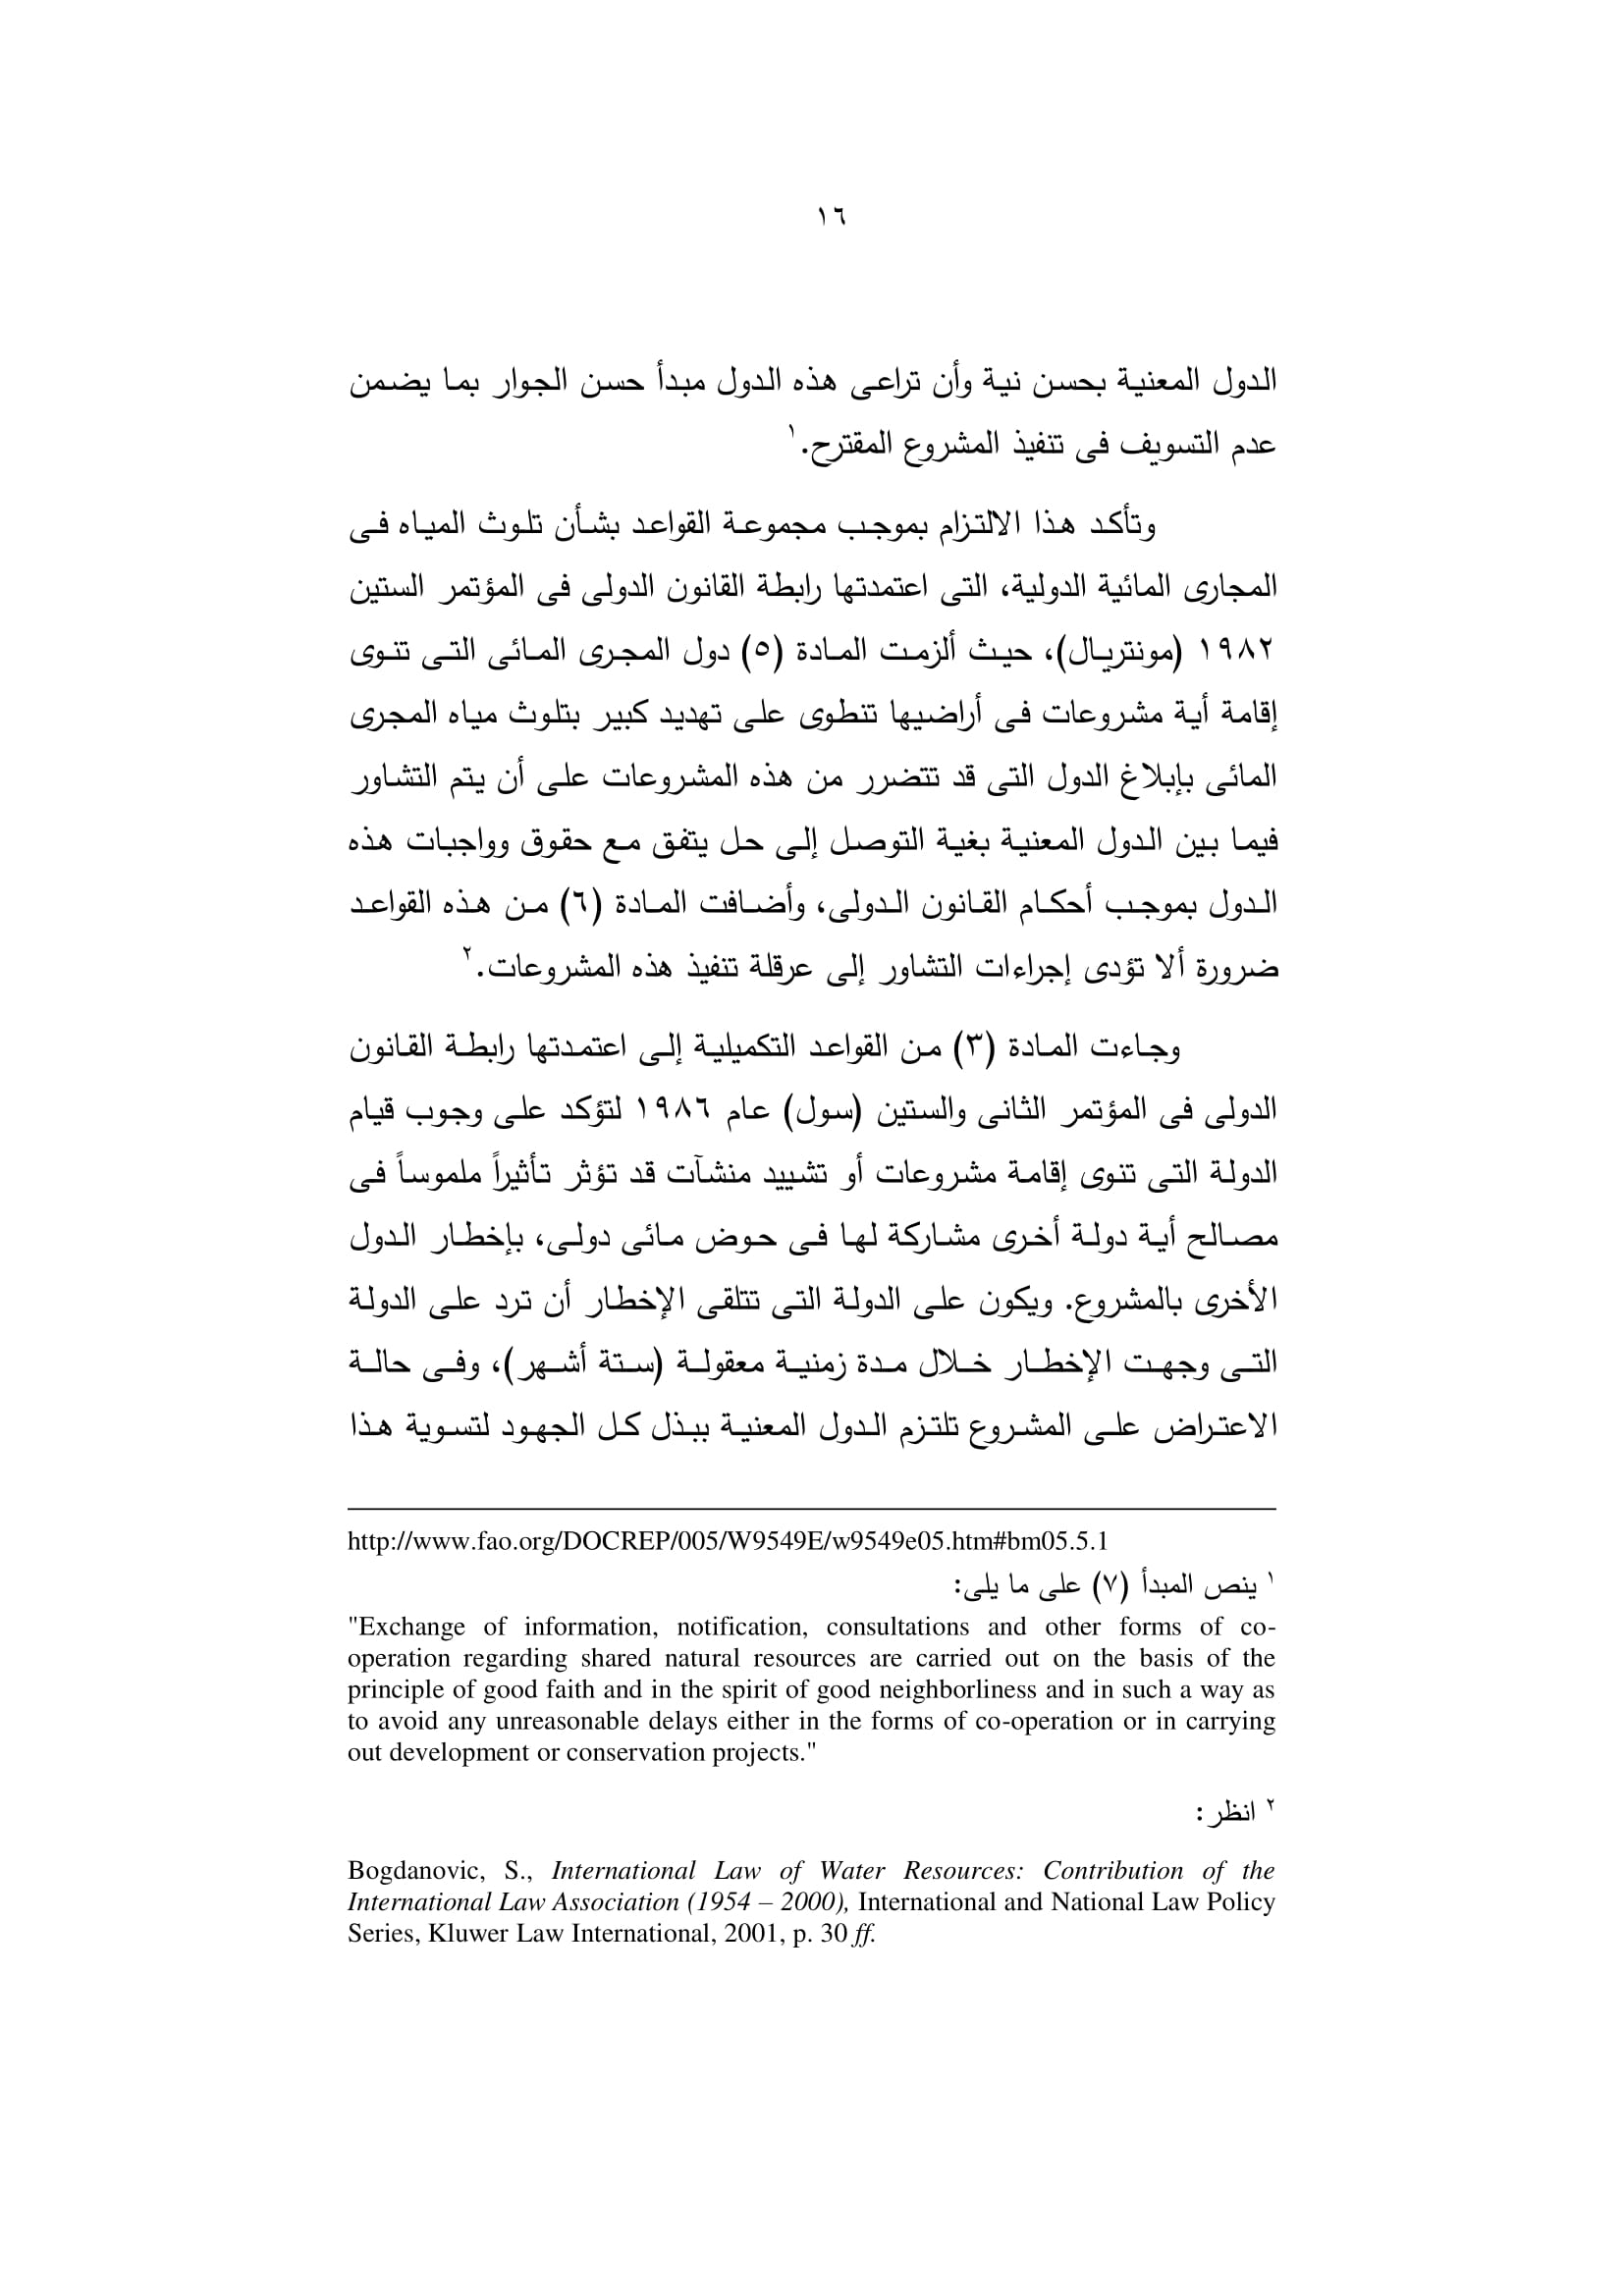 ١٦
الدول المعنية بحسن نية وأن تراعى هذه الدول مبدأ حسن الجوار بما يضمن
عدم التسويف فى تنفيذ المشروع المقترح.١
وتأكد هذا الالتزام بموجب مجموعة القواعد بشأن تلوث المياه فى
المجارى المائية الدولية، التى اعتمدتها رابطة القانون الدولى فى المؤتمر الستين
١٩٨٢ (مونتريال)، حيث ألزمت المادة (٥) دول المجرى المائى التى تنوى
إقامة أية مشروعات فى أراضيها تنطوى على تهديد كبير بتلوث مياه المجرى
المائى بإبلاغ الدول التى قد تتضرر من هذه المشروعات على أن يتم التشاور
فيما بين الدول المعنية بغية التوصل إلى حل يتفق مع حقوق وواجبات هذه
الدول بموجب أحكام القانون الدولى، وأضافت المادة (٦) من هذه القواعد
ضرورة ألا تؤدى إجراءات التشاور إلى عرقلة تنفيذ هذه المشروعات.٢
وجاءت المادة (٣) من القواعد التكميلية إلى اعتمدتها رابطة القانون
الدولى فى المؤتمر الثانى والستين (سول) عام ١٩٨٦ لتؤكد على وجوب قيام
الدولة التى تنوى إقامة مشروعات أو تشييد منشآت قد تؤثر تأثيراً ملموساً فى
مصالح أية دولة أخرى مشاركة لها فى حوض مائى دولى، بإخطار الدول
الأخرى بالمشروع. ويكون على الدولة التى تتلقى الإخطار أن ترد على الدولة
التى وجهت الإخطار خلال مدة زمنية معقولة (ستة أشهر)، وفى حالة
الاعتراض على المشروع تلتزم الدول المعنية ببذل كل الجهود لتسوية هذا
http://www.fao.org/DOCREP/005/W9549E/w9549e05.htm#bm05.5.1
١ ينص المبدأ (٧) على ما يلى:
"Exchange of information, notification, consultations and other forms of co-
operation regarding shared natural resources are carried out on the basis of the
principle of good faith and in the spirit of good neighborliness and in such a way as
to avoid any unreasonable delays either in the forms of co-operation or in carrying
out development or conservation projects."
٢ انظر:
Bogdanovic, S., International Law of Water Resources: Contribution of the
International Law Association (1954 – 2000), International and National Law Policy
Series, Kluwer Law International, 2001, p. 30 ff.